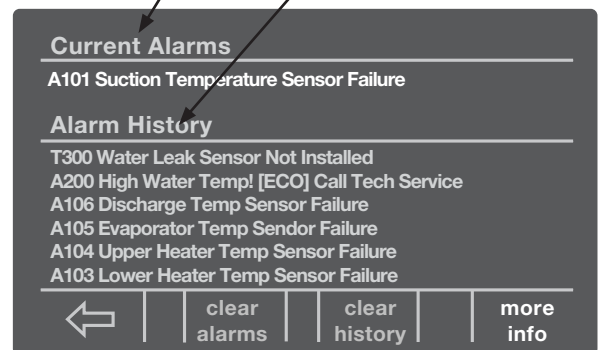 Current Alarms
A101 Suction Temperature Sensor Failure
Alarm History
T300 Water Leak Sensor Not Installed
A200 High Water Temp! [ECO] Call Tech Service
A106 Discharge Temp Sensor Failure
A105 Evaporator Temp Sendor Failure
A104 Upper Heater Temp Sensor Failure
A103 Lower Heater Temp Sensor Failure
clear alarms
clear history
more info